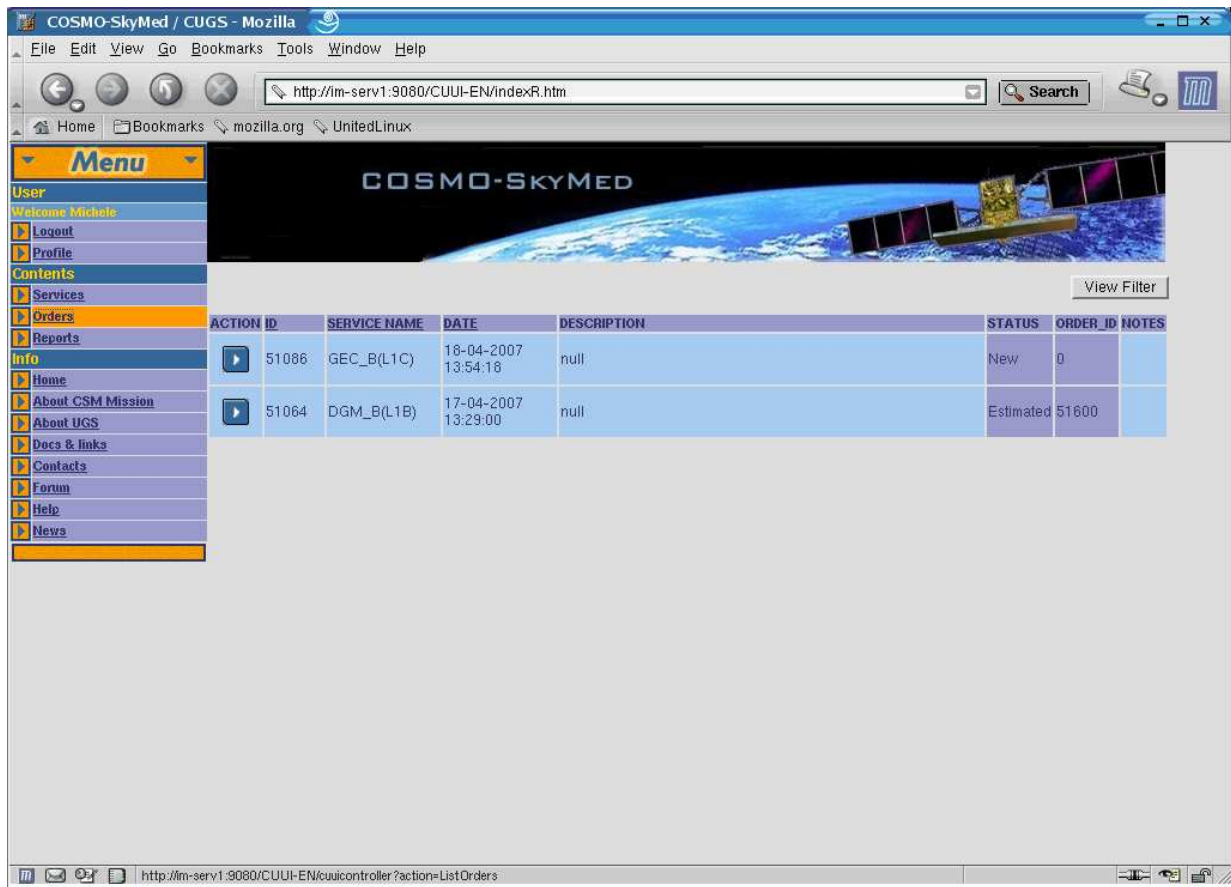 COSMO-SkyMed / CUGS - Mozilla
File Edit View Go Bookmarks Tools Window Help
http://im-serv1:9080/CUUI-EN/indexR.htm
Search
Home Bookmarks mozilla.org UnitedLinux
Menu
User
Welcome Michele
Logout
Profile
Contents
Services
Orders
Reports
Info
Home
About CSM Mission
About UGS
Docs & links
Contacts
Forum
Help
News
COSMO-SKYMED
View Filter
ACTION ID SERVICE NAME DATE DESCRIPTION STATUS ORDER_ID NOTES
51086 GEC_B(L1C) 18-04-2007 13:54:18 null New 0
51064 DGM_B(L1B) 17-04-2007 13:29:00 null Estimated 51600
http://im-serv1:9080/CUUI-EN/cuuicontroller?action=ListOrders